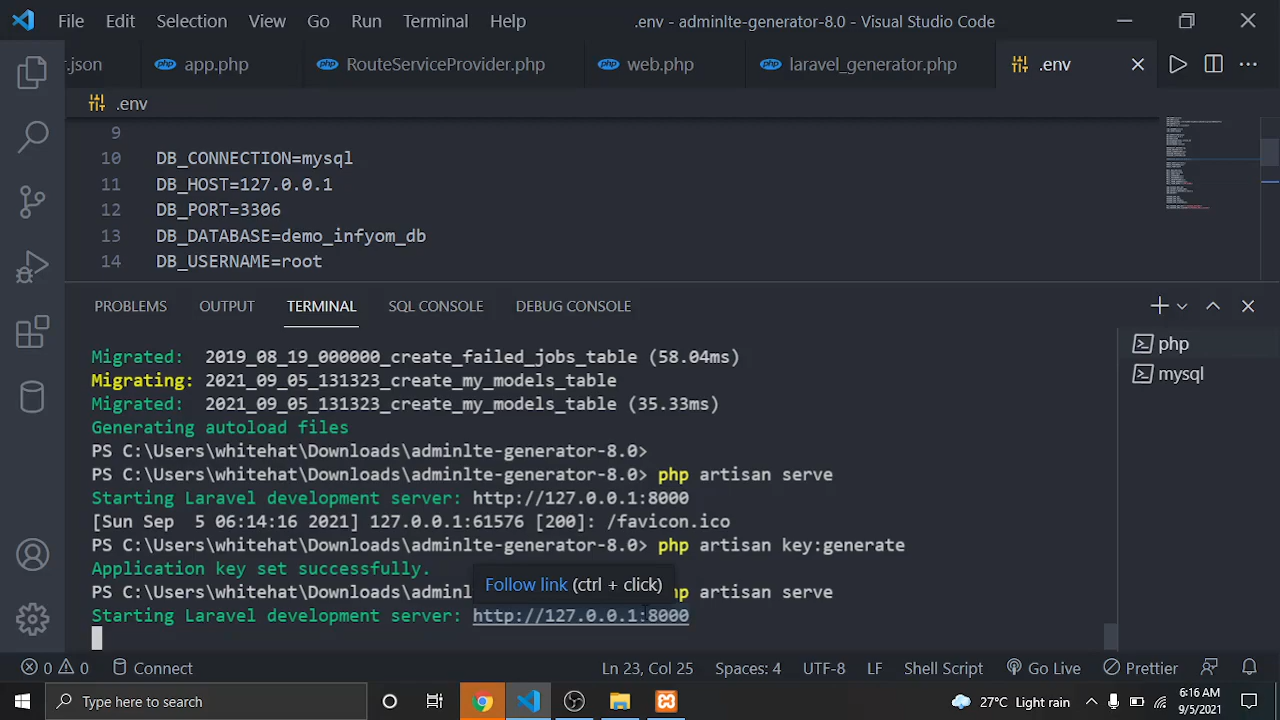 File Edit Selection View Go Run Terminal Help .env - adminlte-generator-8.0 - Visual Studio Code
r.json php app.php php RouteServiceProvider.php php web.php php laravel_generator.php .env
.env
9
10 DB_CONNECTION=mysql
11 DB_HOST=127.0.0.1
12 DB_PORT=3306
13 DB_DATABASE=demo_infyom_db
14 DB_USERNAME=root
PROBLEMS OUTPUT TERMINAL SQL CONSOLE DEBUG CONSOLE
Migrated: 2019_08_19_000000_create_failed_jobs_table (58.04ms)
Migrating: 2021_09_05_131323_create_my_models_table
Migrated: 2021_09_05_131323_create_my_models_table (35.33ms)
Generating autoload files
PS C:\Users\whitehat\Downloads\adminlte-generator-8.0>
PS C:\Users\whitehat\Downloads\adminlte-generator-8.0> php artisan serve
Starting Laravel development server: http://127.0.0.1:8000
[Sun Sep  5 06:14:16 2021] 127.0.0.1:61576 [200]: /favicon.ico
PS C:\Users\whitehat\Downloads\adminlte-generator-8.0> php artisan key:generate
Application key set successfully.
PS C:\Users\whitehat\Downloads\adminl
Follow link (ctrl + click)
p artisan serve
Starting Laravel development server: http://127.0.0.1:8000
php
mysql
0 0 Connect Ln 23, Col 25 Spaces: 4 UTF-8 LF Shell Script Go Live Prettier
Type here to search 27°C Light rain 6:16 AM
9/5/2021